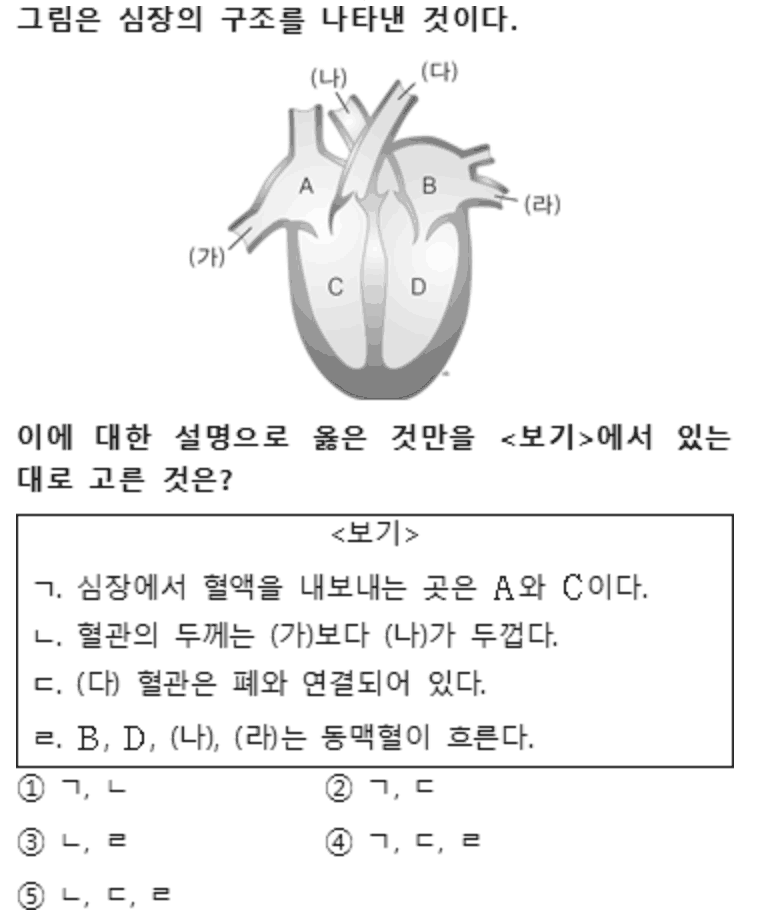 그림은 심장의 구조를 나타낸 것이다.
(나) (다)
A B
(라)
(가)
C D
이에 대한 설명으로 옳은 것만을 <보기>에서 있는
대로 고른 것은?
<보기>
ㄱ. 심장에서 혈액을 내보내는 곳은 A와 C이다.
ㄴ. 혈관의 두께는 (가)보다 (나)가 두껍다.
ㄷ. (다) 혈관은 폐와 연결되어 있다.
ㄹ. B, D, (나), (라)는 동맥혈이 흐른다.
① ㄱ, ㄴ ② ㄱ, ㄷ
③ ㄴ, ㄹ ④ ㄱ, ㄷ, ㄹ
⑤ ㄴ, ㄷ, ㄹ